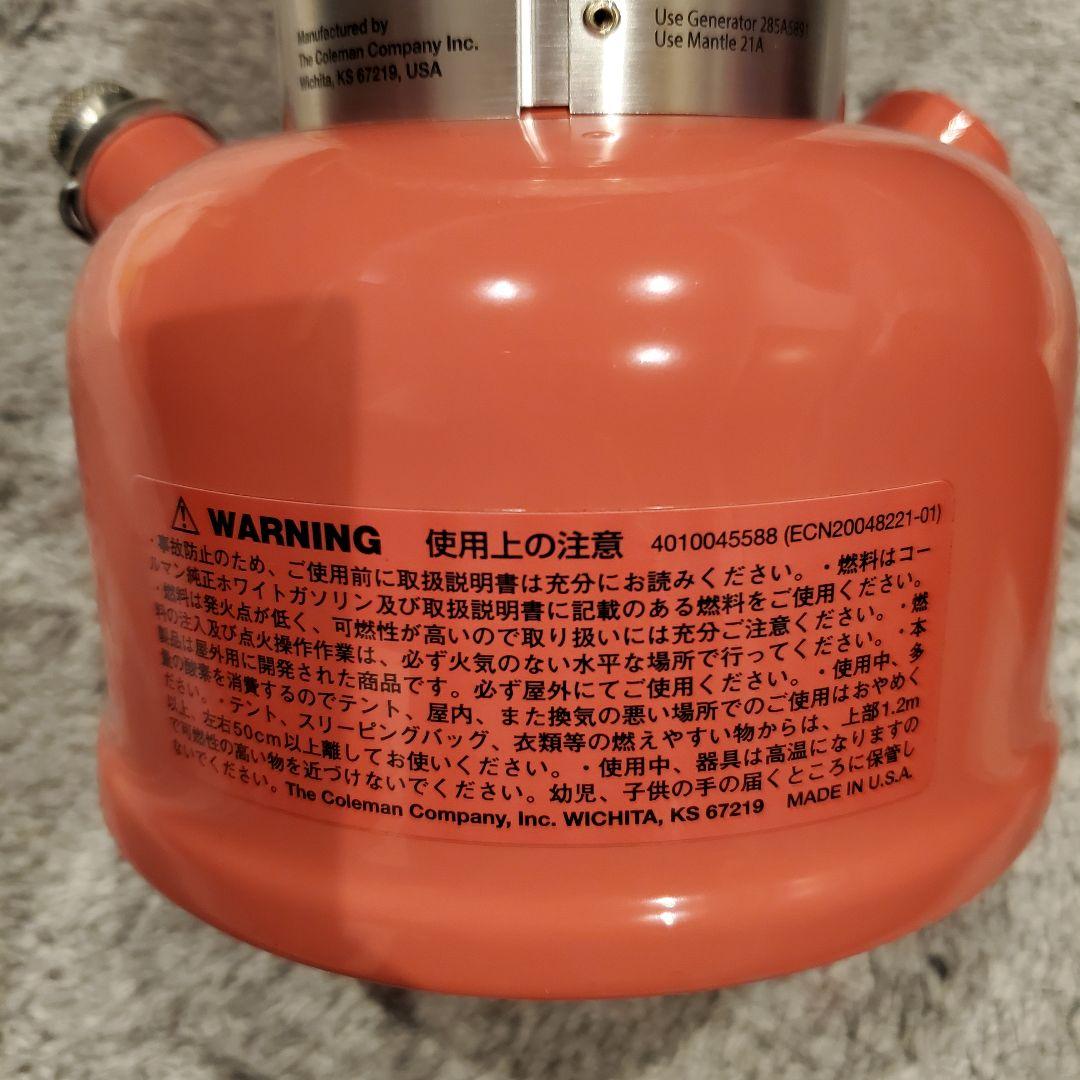 Manufactured by
The Coleman Company Inc.
Wichita, KS 67219, USA
Use Generator 285A5891
Use Mantle 21A
WARNING 使用上の注意 4010045588 (ECN20048221-01)
・事故防止のため、ご使用前に取扱説明書は充分にお読みください。・燃料はコー
ルマン純正ホワイトガソリン及び取扱説明書に記載のある燃料をご使用ください。
・燃料は発火点が低く、可燃性が高いので取り扱いには充分ご注意ください。・燃
料の注入及び点火操作作業は、必ず火気のない水平な場所で行ってください。・本
製品は屋外用に開発された商品です。必ず屋外にてご使用ください。・使用中、多
量の酸素を消費するのでテント、屋内、また換気の悪い場所でのご使用はおやめく
ださい。・テント、スリーピングバッグ、衣類等の燃えやすい物からは、上部1.2m
以上、左右50cm以上離してお使いください。・使用中、器具は高温になりますの
で可燃性の高い物を近づけないでください。幼児、子供の手の届くところに保管し
ないでください。The Coleman Company, Inc. WICHITA, KS 67219 MADE IN U.S.A.